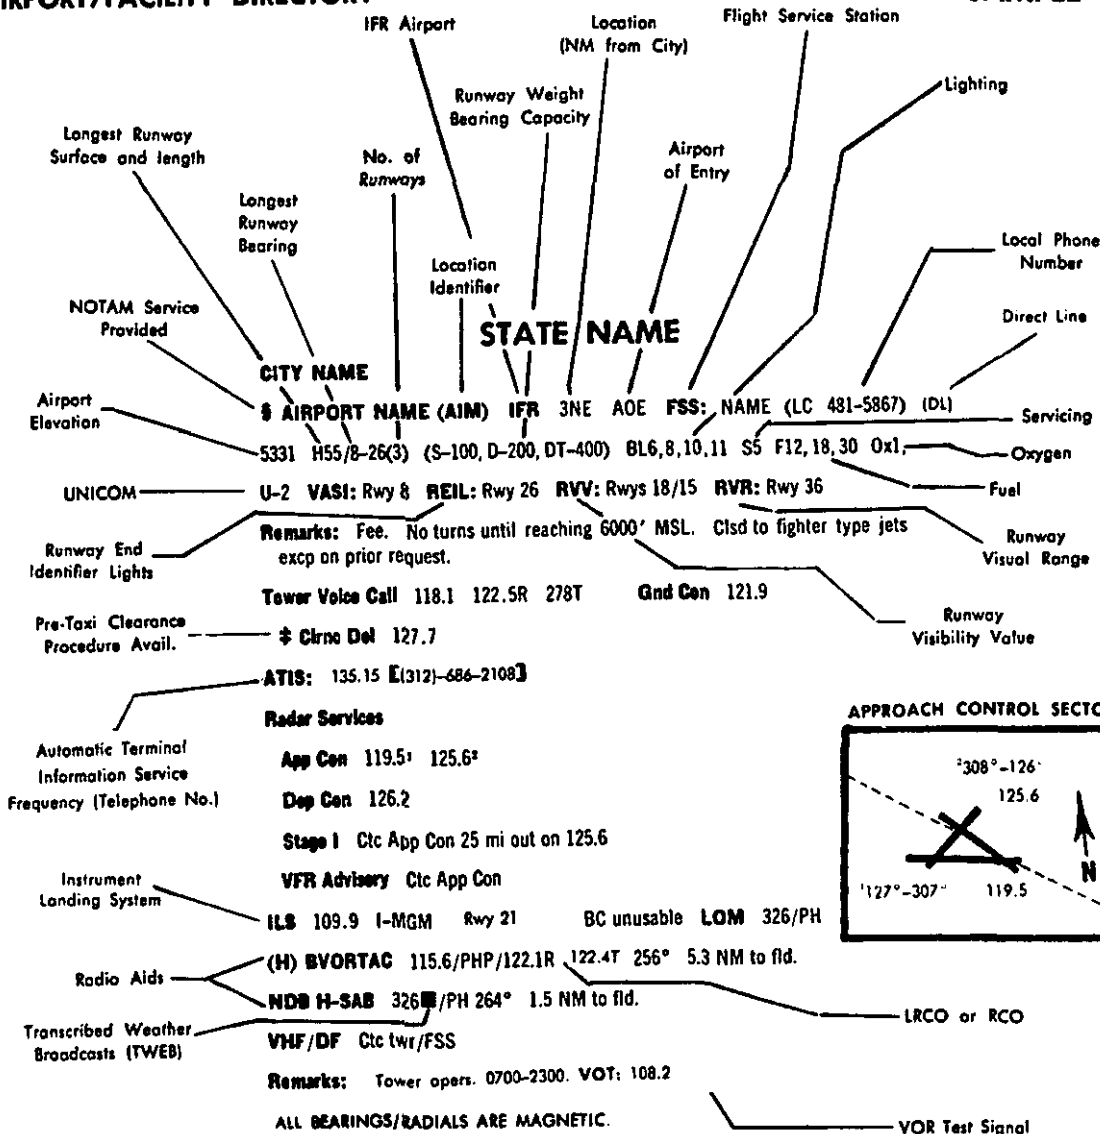 IFR Airport
Location
(NM from City)
Flight Service Station
Runway Weight
Bearing Capacity
Lighting
Longest Runway
Surface and length
No. of
Runways
Airport
of Entry
Longest
Runway
Bearing
Local Phone
Number
Location
Identifier
NOTAM Service
Provided
Direct Line
STATE NAME
CITY NAME
Airport
Elevation
§ AIRPORT NAME (AIM) IFR 3NE AOE FSS: NAME (LC 481-5867) (DL)
Servicing
5331 H55/8-26(3) (S-100, D-200, DT-400) BL6,8,10,11 S5 F12,18,30 Ox1,
Oxygen
UNICOM
U-2 VASI: Rwy 8 REIL: Rwy 26 RVV: Rwys 18/15 RVR: Rwy 36
Fuel
Remarks: Fee. No turns until reaching 6000' MSL. Clsd to fighter type jets
excp on prior request.
Runway End
Identifier Lights
Runway
Visual Range
Tower Voice Call 118.1 122.5R 278T Gnd Con 121.9
Pre-Taxi Clearance
Procedure Avail.
Runway
Visibility Value
‡ Clrnc Del 127.7
ATIS: 135.15 [(312)-686-2108]
Radar Services
APPROACH CONTROL
Automatic Terminal
Information Service
Frequency (Telephone No.)
App Con 119.5¹ 125.6²
²308°-126
125.6
Dep Con 126.2
Stage I Ctc App Con 25 mi out on 125.6
N
Instrument
Landing System
VFR Advisory Ctc App Con
¹127°-307° 119.5
ILS 109.9 I-MGM Rwy 21 BC unusable LOM 326/PH
Radio Aids
(H) BVORTAC 115.6/PHP/122.1R 122.4T 256° 5.3 NM to fld.
NDB H-SAB 326■/PH 264° 1.5 NM to fld.
LRCO or RCO
Transcribed Weather
Broadcasts (TWEB)
VHF/DF Ctc twr/FSS
Remarks: Tower opers. 0700-2300. VOT: 108.2
ALL BEARINGS/RADIALS ARE MAGNETIC.
VOR Test Signal